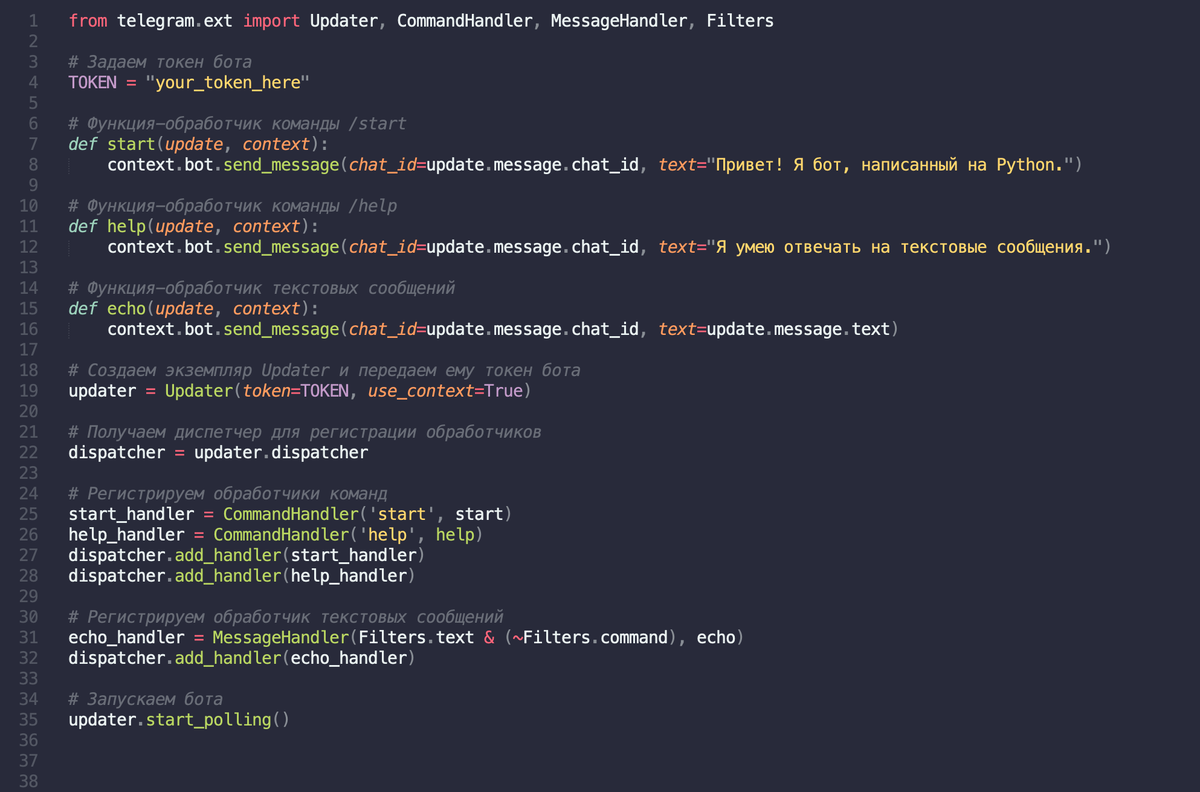 1 from telegram.ext import Updater, CommandHandler, MessageHandler, Filters
2
3 # Задаем токен бота
4 TOKEN = "your_token_here"
5
6 # Функция-обработчик команды /start
7 def start(update, context):
8     context.bot.send_message(chat_id=update.message.chat_id, text="Привет! Я бот, написанный на Python.")
9
10 # Функция-обработчик команды /help
11 def help(update, context):
12     context.bot.send_message(chat_id=update.message.chat_id, text="Я умею отвечать на текстовые сообщения.")
13
14 # Функция-обработчик текстовых сообщений
15 def echo(update, context):
16     context.bot.send_message(chat_id=update.message.chat_id, text=update.message.text)
17
18 # Создаем экземпляр Updater и передаем ему токен бота
19 updater = Updater(token=TOKEN, use_context=True)
20
21 # Получаем диспетчер для регистрации обработчиков
22 dispatcher = updater.dispatcher
23
24 # Регистрируем обработчики команд
25 start_handler = CommandHandler('start', start)
26 help_handler = CommandHandler('help', help)
27 dispatcher.add_handler(start_handler)
28 dispatcher.add_handler(help_handler)
29
30 # Регистрируем обработчик текстовых сообщений
31 echo_handler = MessageHandler(Filters.text & (~Filters.command), echo)
32 dispatcher.add_handler(echo_handler)
33
34 # Запускаем бота
35 updater.start_polling()
36
37
38